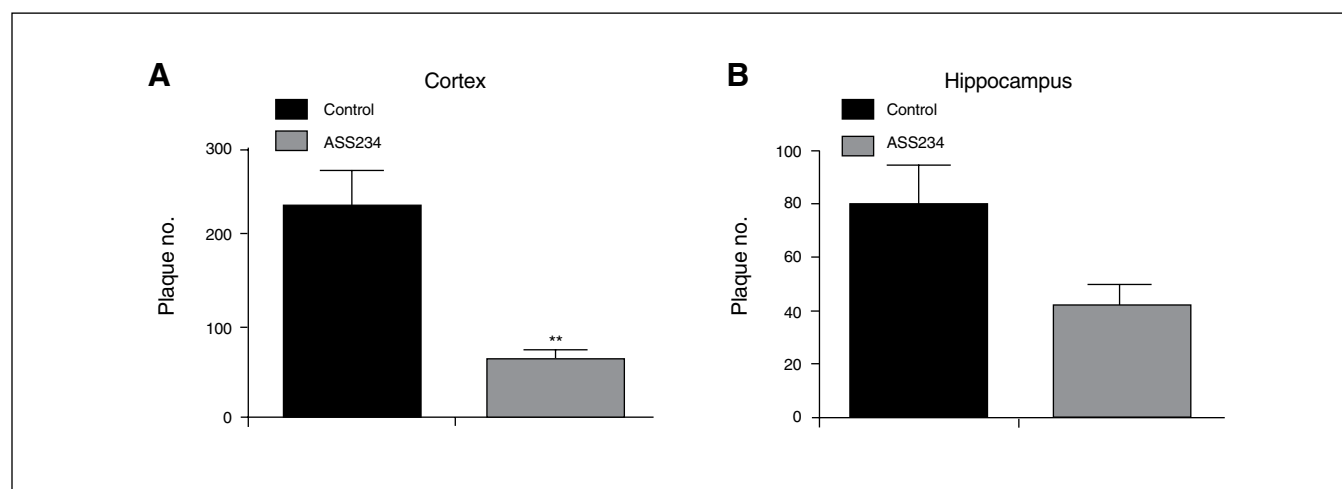 A
Cortex
Control
ASS234
Plaque no.
300
200
100
0
**
B
Hippocampus
Control
ASS234
Plaque no.
100
80
60
40
20
0